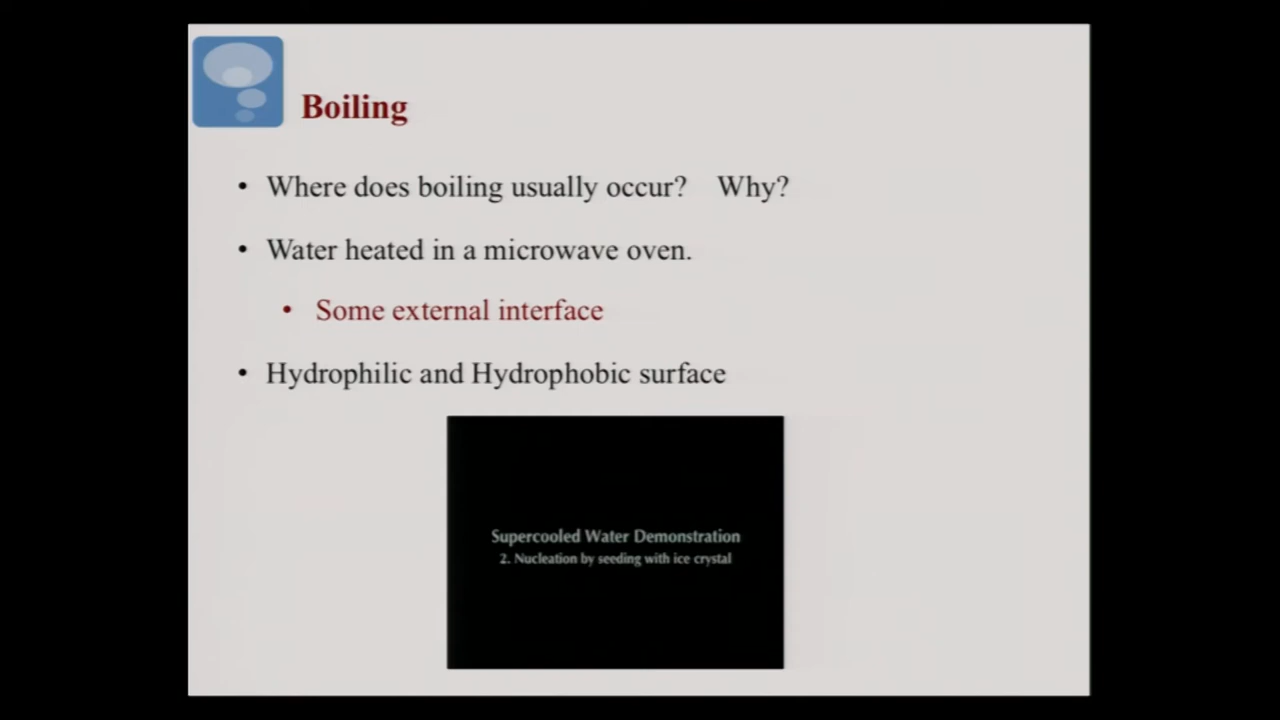 Boiling
• Where does boiling usually occur? Why?
• Water heated in a microwave oven.
• Some external interface
• Hydrophilic and Hydrophobic surface
Supercooled Water Demonstration
2. Nucleation by seeding with ice crystal